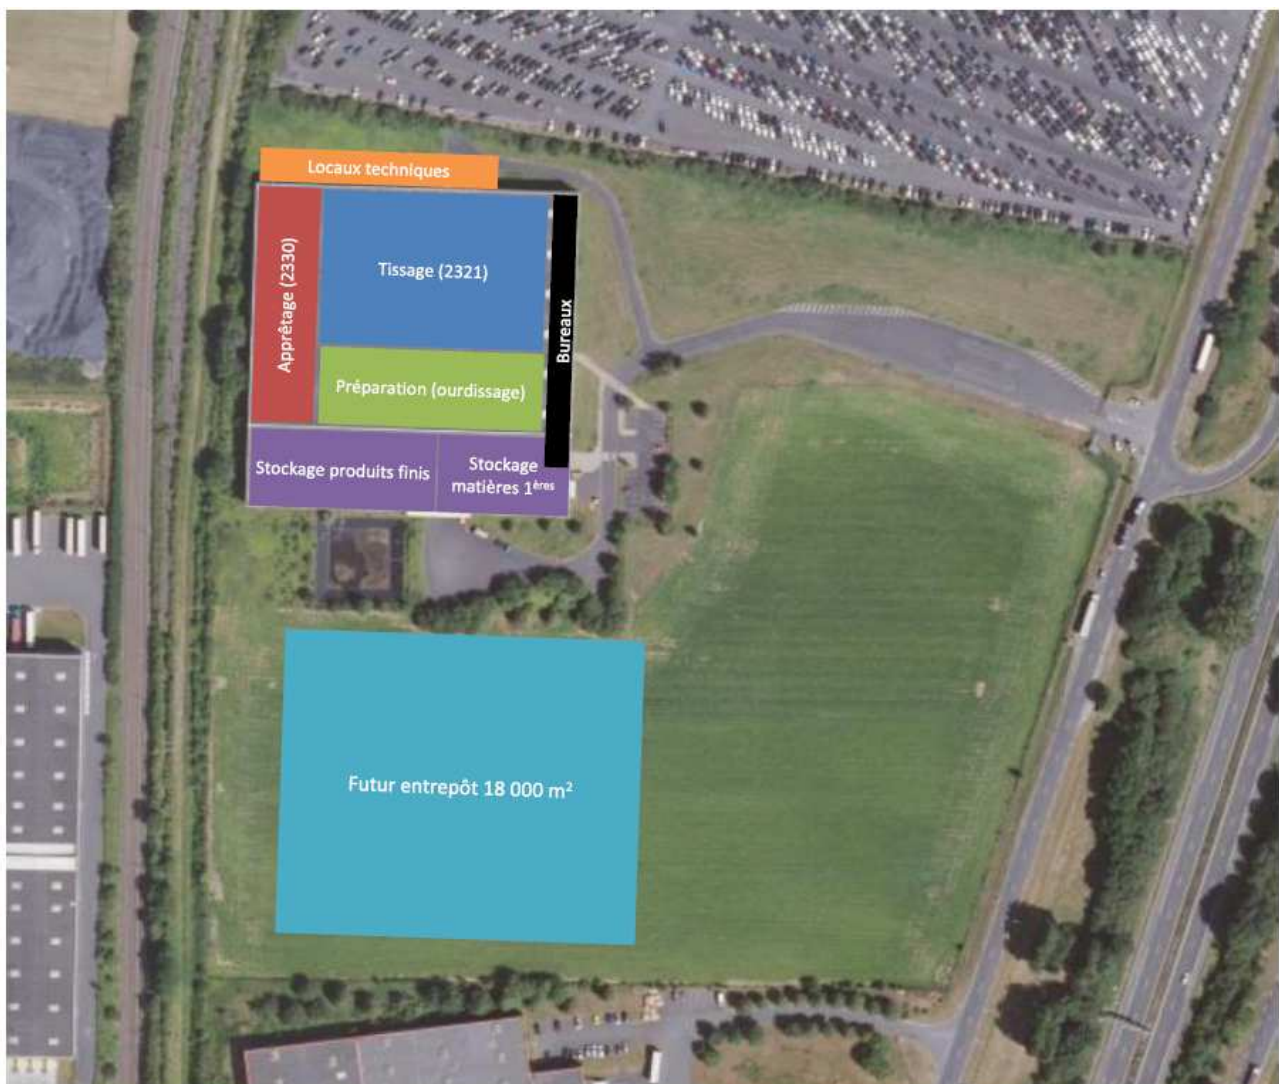 Locaux techniques
Apprêtage (2330)
Tissage (2321)
Bureaux
Préparation (ourdissage)
Stockage produits finis
Stockage
matières 1ères
Futur entrepôt 18 000 m²